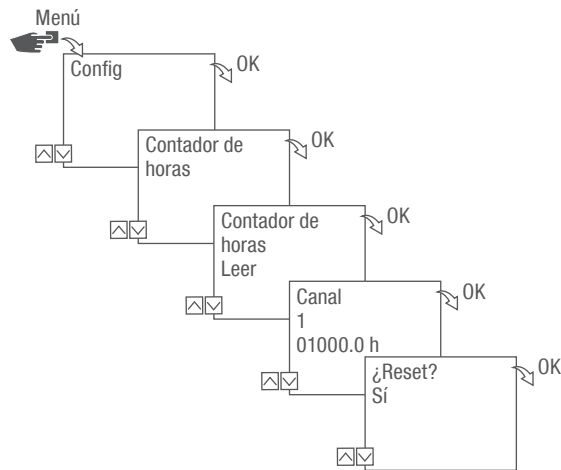 Menú
Config
OK
Contador de
horas
OK
Contador de
horas
Leer
OK
Canal
1
01000.0 h
OK
¿Reset?
Sí
OK